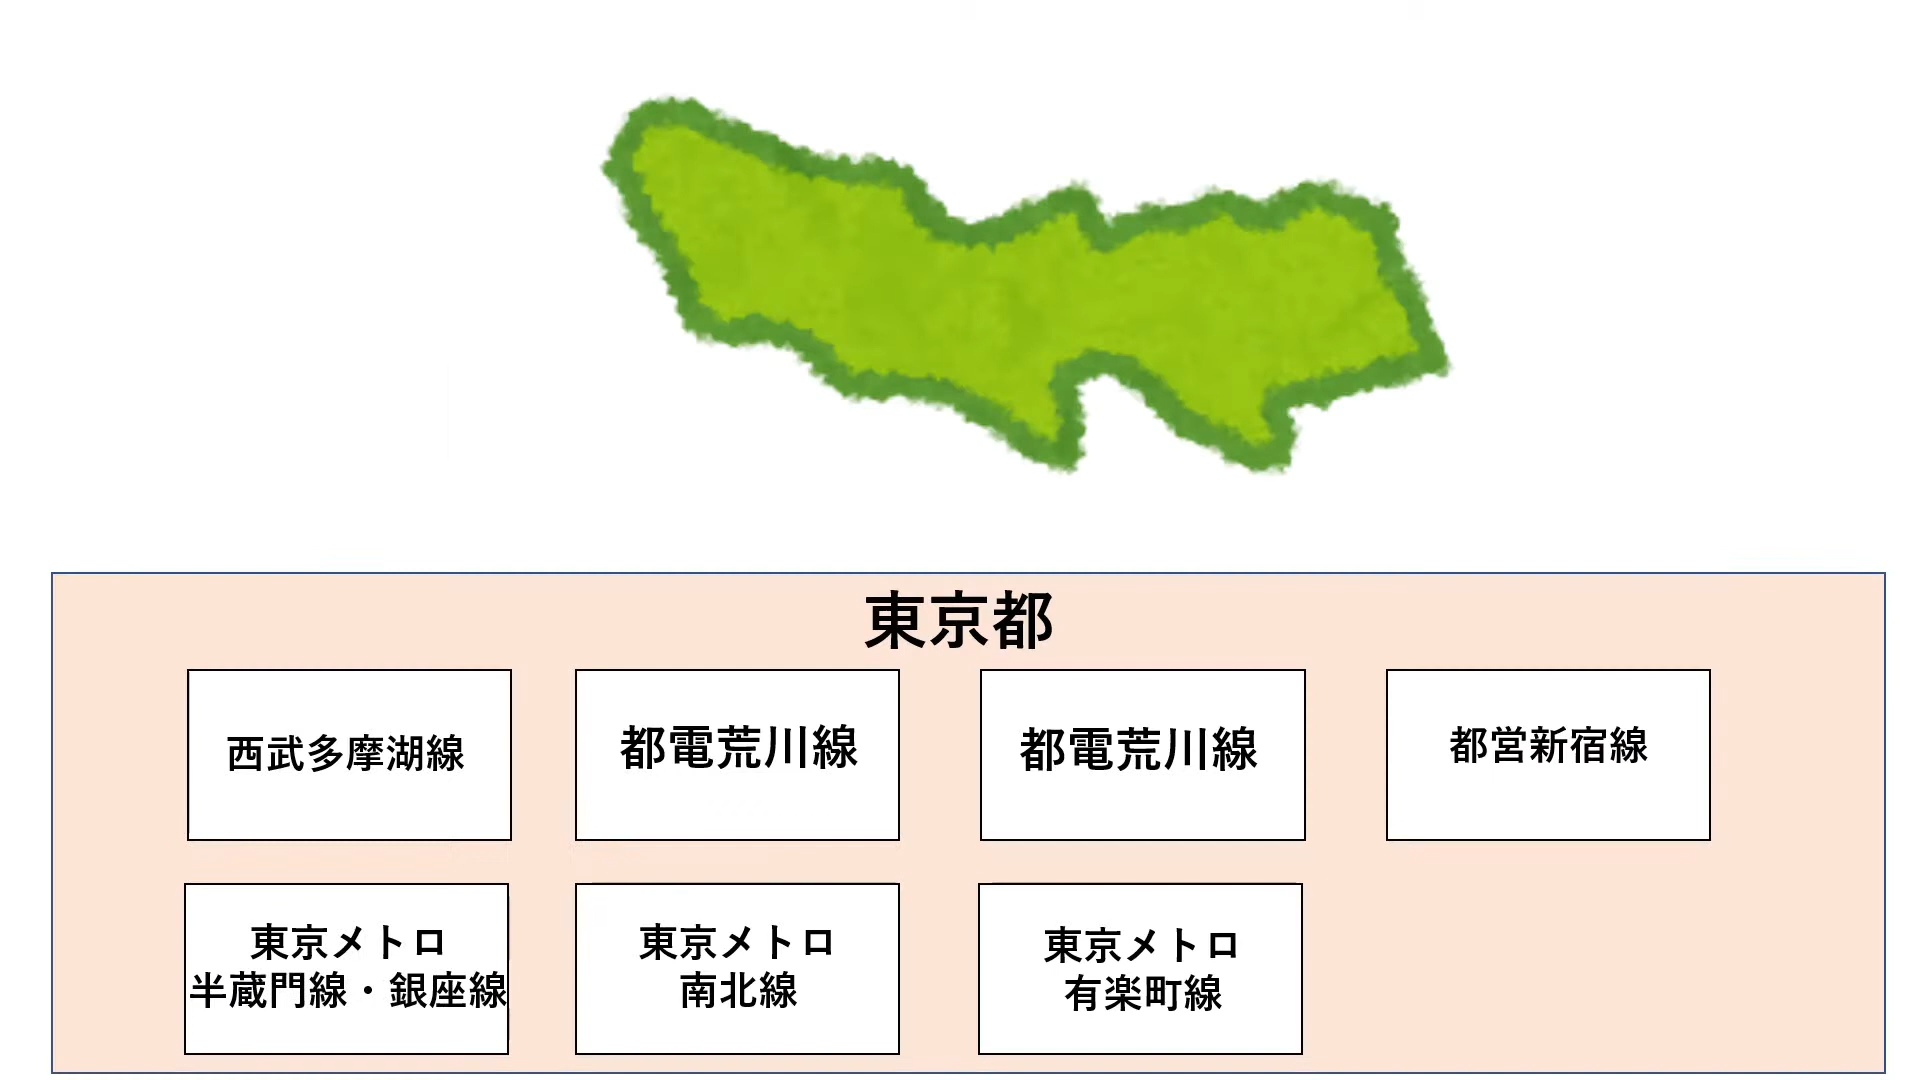 東京都
西武多摩湖線
都電荒川線
都電荒川線
都営新宿線
東京メトロ
半蔵門線・銀座線
東京メトロ
南北線
東京メトロ
有楽町線